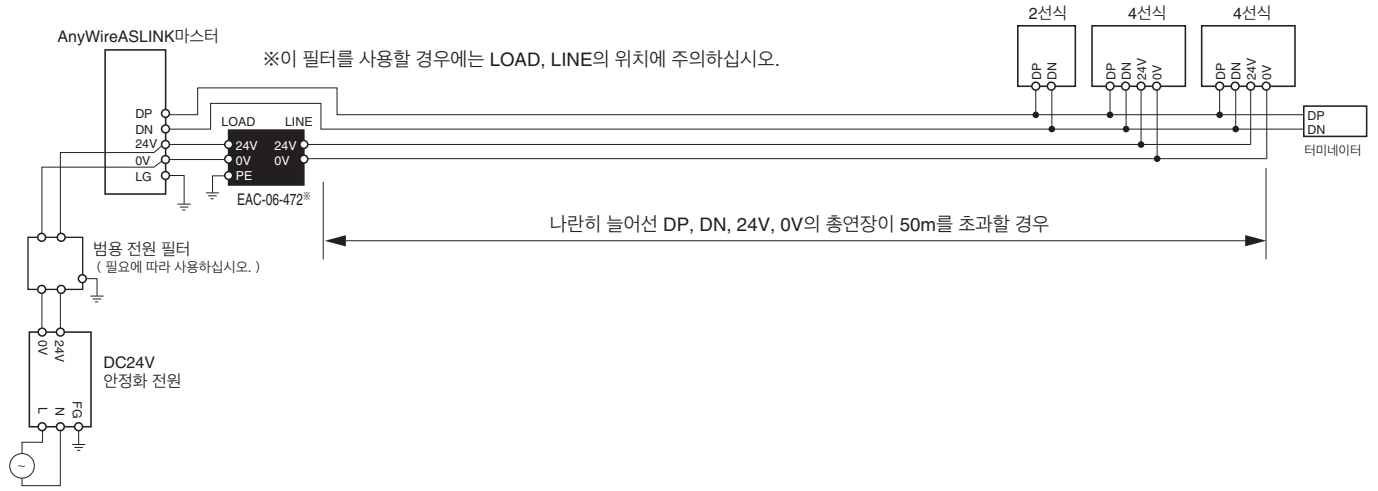 AnyWireASLINK마스터
※이 필터를 사용할 경우에는 LOAD, LINE의 위치에 주의하십시오.
2선식
4선식
4선식
DP
DN
DP
DN
24V
0V
DP
DN
24V
0V
DP
DN
24V
0V
LG
LOAD LINE
24V 24V
0V 0V
PE
EAC-06-472※
DP
DN
터미네이터
나란히 늘어선 DP, DN, 24V, 0V의 총연장이 50m를 초과할 경우
범용 전원 필터
( 필요에 따라 사용하십시오. )
0V
24V
DC24V
안정화 전원
L
N
FG
~